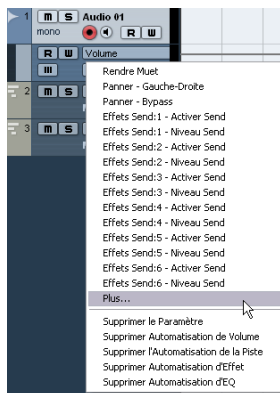 1 m S Audio 01
mono R W
R W Volume
2 m S
3 m S
Rendre Muet
Panner - Gauche-Droite
Panner - Bypass
Effets Send:1 - Activer Send
Effets Send:1 - Niveau Send
Effets Send:2 - Activer Send
Effets Send:2 - Niveau Send
Effets Send:3 - Activer Send
Effets Send:3 - Niveau Send
Effets Send:4 - Activer Send
Effets Send:4 - Niveau Send
Effets Send:5 - Activer Send
Effets Send:5 - Niveau Send
Effets Send:6 - Activer Send
Effets Send:6 - Niveau Send
Plus...
Supprimer le Paramètre
Supprimer Automatisation de Volume
Supprimer l'Automatisation de la Piste
Supprimer Automatisation d'Effet
Supprimer Automatisation d'EQ